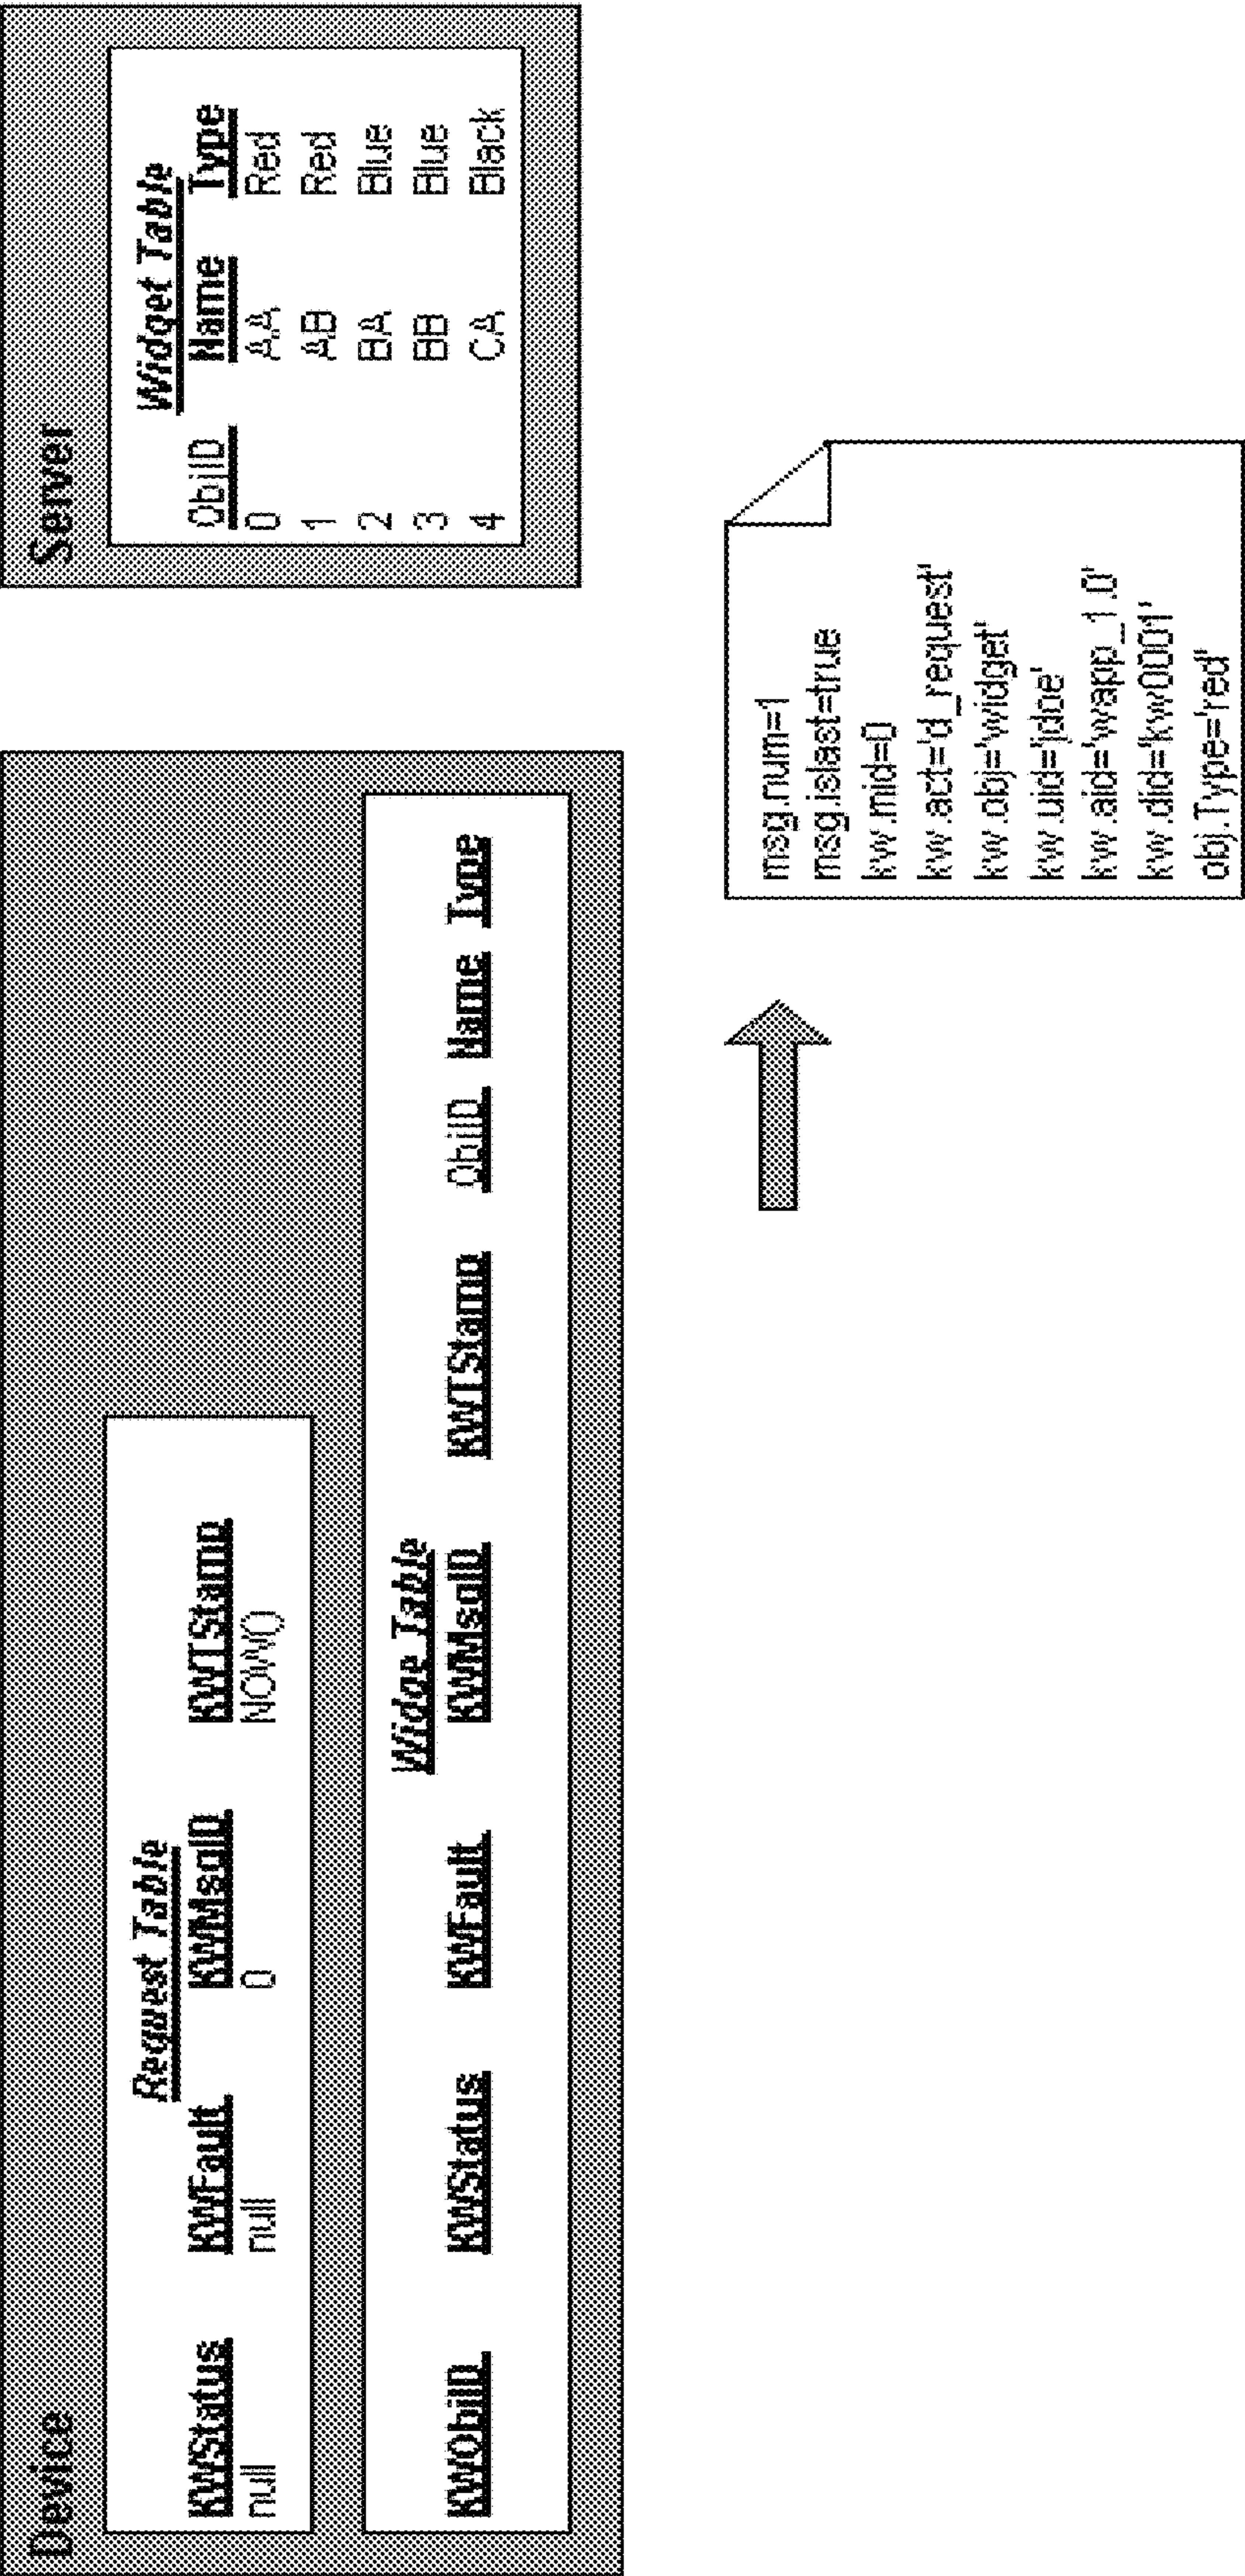 Device
Request Table
KWStatus KWFault KWMsgID KWTStamp
null null 0 NOW()
Widge Table
KWObjID KWStatus KWFault KWMsgID KWTStamp ObjID Name Type
Server
Widget Table
ObjID Name Type
0 AA Red
1 AB Red
2 BA Blue
3 BB Blue
4 CA Black
msg.num=1
msg.islast=true
kw.mid=0
kw.act='d_request'
kw.obj='widget'
kw.uid='jdoe'
kw.aid='wapp_1.0'
kw.did='kw0001'
obj.Type='red'